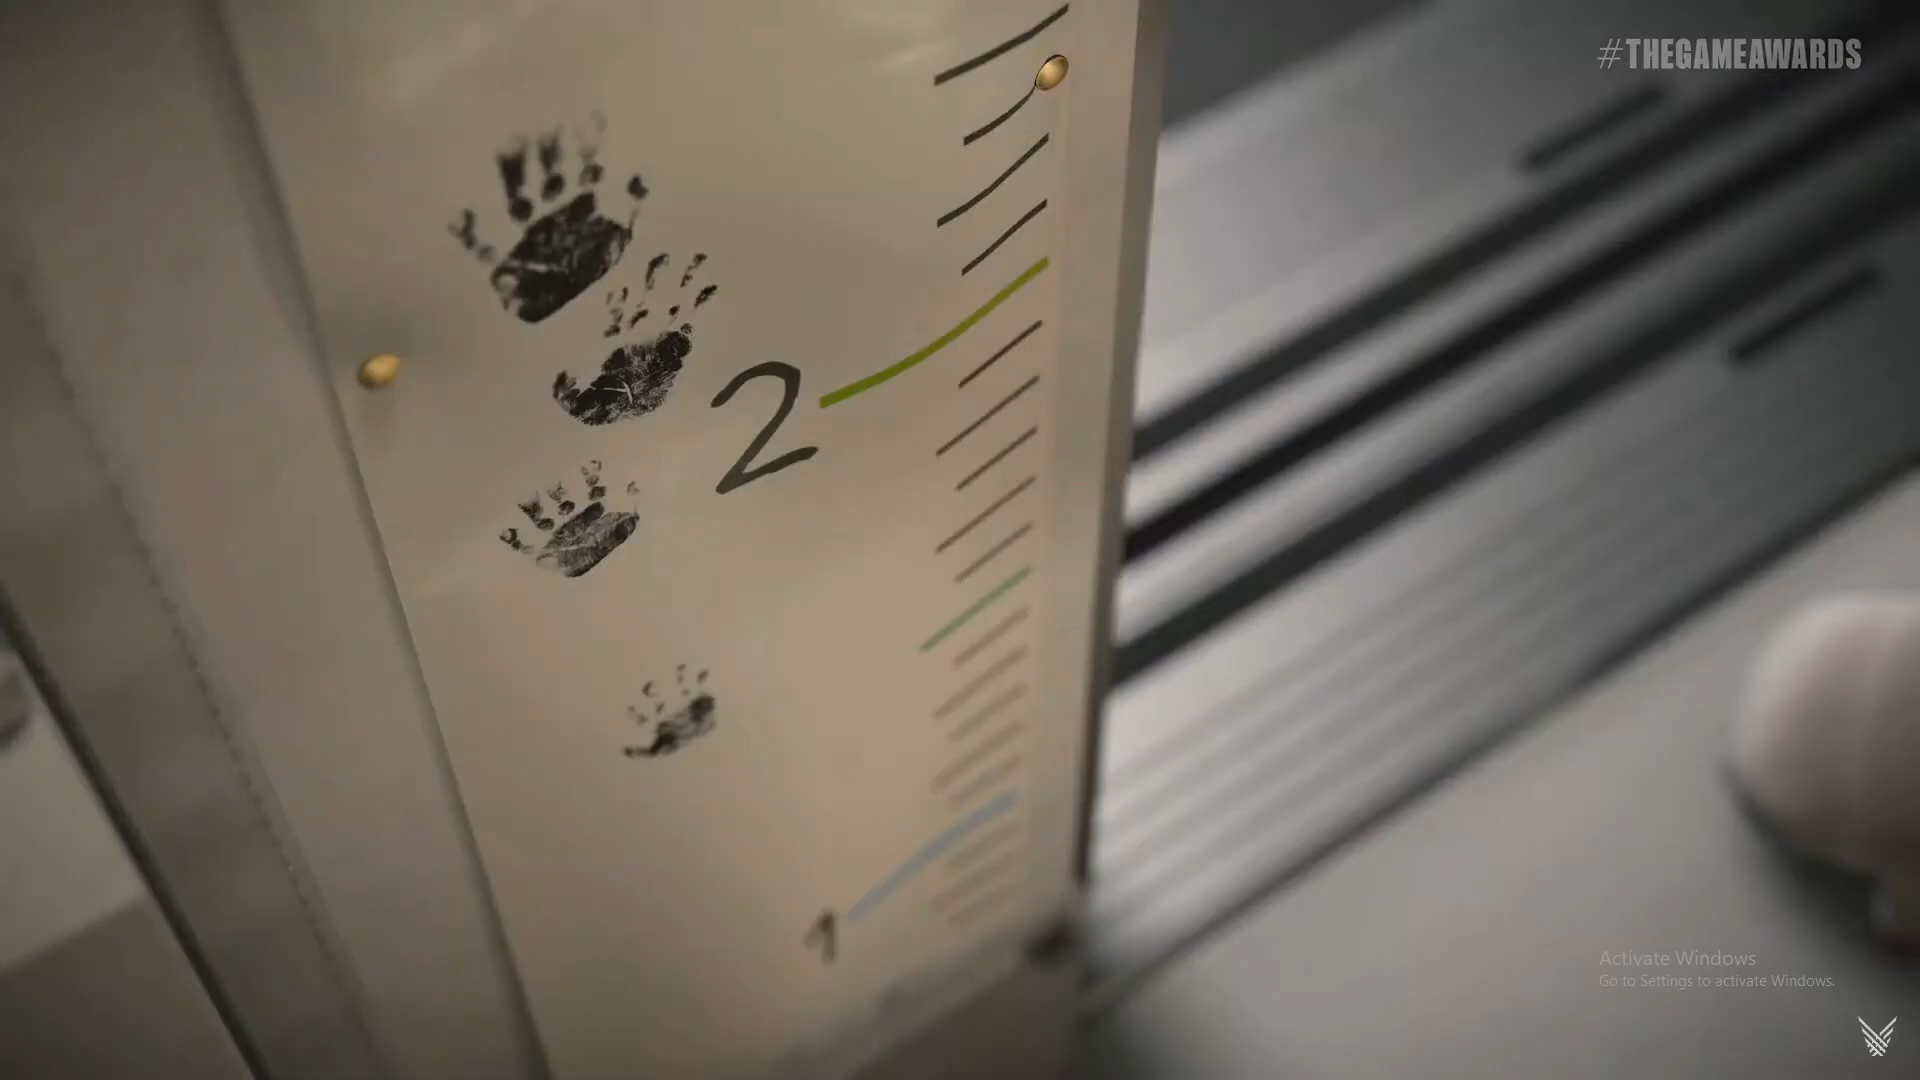 #THEGAMEAWARDS
2
1
Activate Windows
Go to Settings to activate Windows.